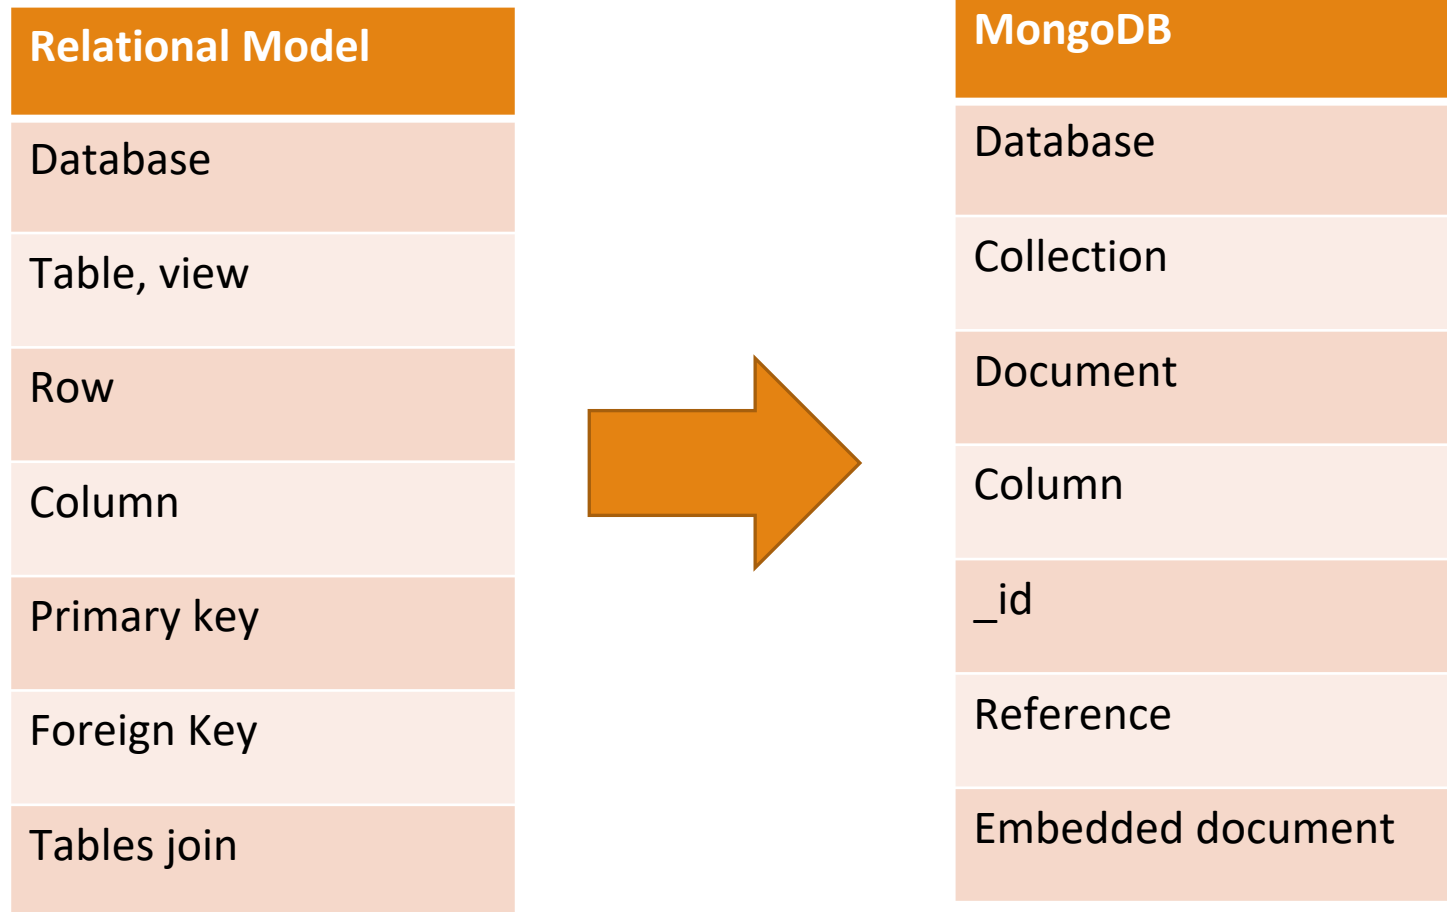 Relational Model
Database
Table, view
Row
Column
Primary key
Foreign Key
Tables join
MongoDB
Database
Collection
Document
Column
_id
Reference
Embedded document